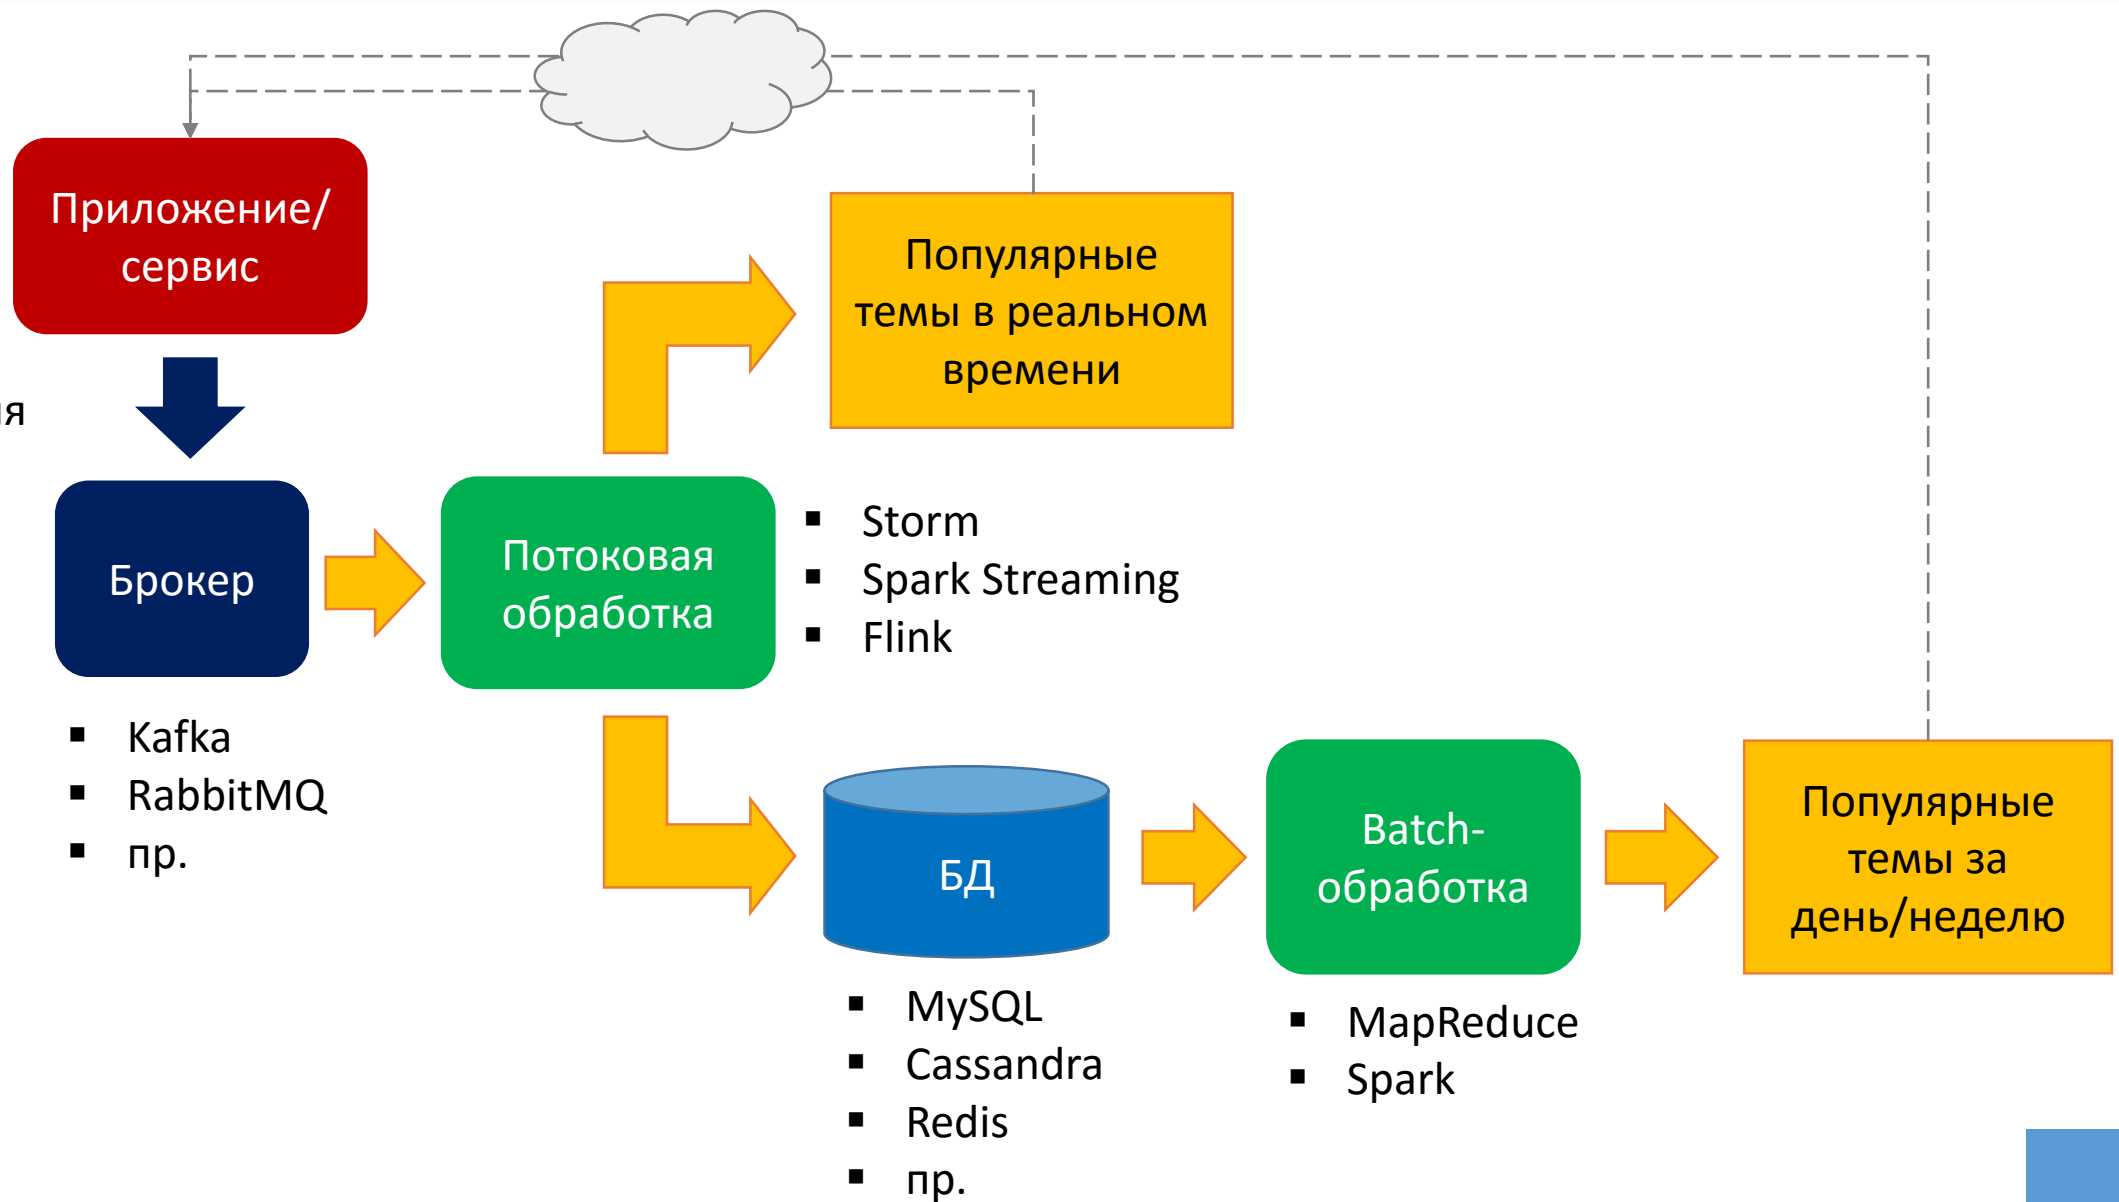 Приложение/
сервис
Популярные
темы в реальном
времени
ия
Брокер
Потоковая
обработка
▪ Storm
▪ Spark Streaming
▪ Flink
▪ Kafka
▪ RabbitMQ
▪ пр.
БД
Batch-
обработка
Популярные
темы за
день/неделю
▪ MySQL
▪ Cassandra
▪ Redis
▪ пр.
▪ MapReduce
▪ Spark